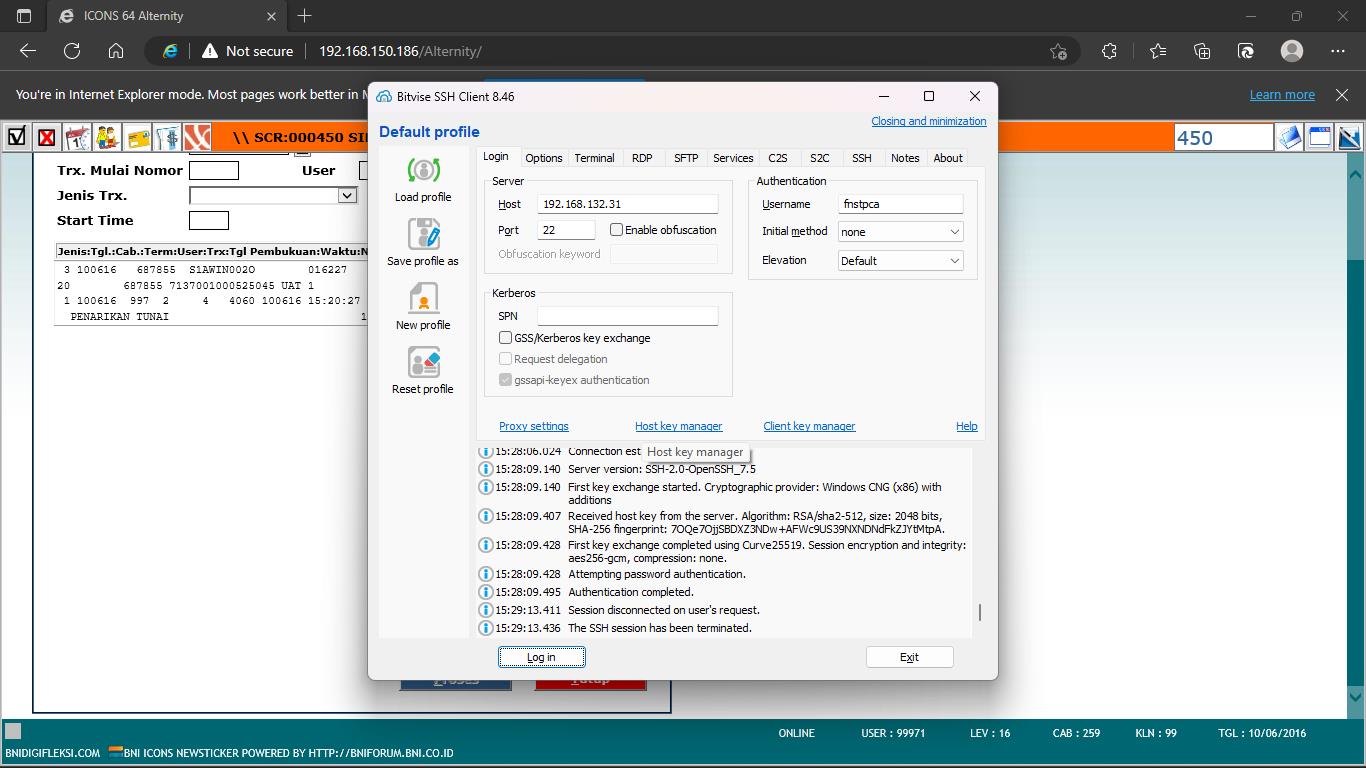 ICONS 64 Alternity
Not secure
192.168.150.186/Alternity/
You're in Internet Explorer mode. Most pages work better in M
Learn more
\\ SCR:000450 SI
450
Trx. Mulai Nomor
User
Jenis Trx.
Start Time
Jenis:Tgl.:Cab.:Term:User:Trx:Tgl Pembukuan:Waktu:N
3 100616 687855 S1AWIN002O 016227
20 687855 7137001000525045 UAT 1
1 100616 997 2 4 4060 100616 15:20:27
PENARIKAN TUNAI 1
Bitvise SSH Client 8.46
Closing and minimization
Default profile
Load profile
Save profile as
New profile
Reset profile
Login Options Terminal RDP SFTP Services C2S S2C SSH Notes About
Server
Host 192.168.132.31
Port 22 Enable obfuscation
Obfuscation keyword
Authentication
Username fnstpca
Initial method none
Elevation Default
Kerberos
SPN
GSS/Kerberos key exchange
Request delegation
gssapi-keyex authentication
Proxy settings Host key manager Client key manager Help
Host key manager
15:28:06.024 Connection est
15:28:09.140 Server version: SSH-2.0-OpenSSH_7.5
15:28:09.140 First key exchange started. Cryptographic provider: Windows CNG (x86) with
additions
15:28:09.407 Received host key from the server. Algorithm: RSA/sha2-512, size: 2048 bits,
SHA-256 fingerprint: 7OQe7OjjSBDXZ3NDw+AFWc9US39NXNDNdFkZJYtMtpA.
15:28:09.428 First key exchange completed using Curve25519. Session encryption and integrity:
aes256-gcm, compression: none.
15:28:09.428 Attempting password authentication.
15:28:09.495 Authentication completed.
15:29:13.411 Session disconnected on user's request.
15:29:13.436 The SSH session has been terminated.
Log in
Exit
Proses
Tutup
ONLINE USER : 99971 LEV : 16 CAB : 259 KLN : 99 TGL : 10/06/2016
BNIDIGIFLEKSI.COM BNI ICONS NEWSTICKER POWERED BY HTTP://BNIFORUM.BNI.CO.ID